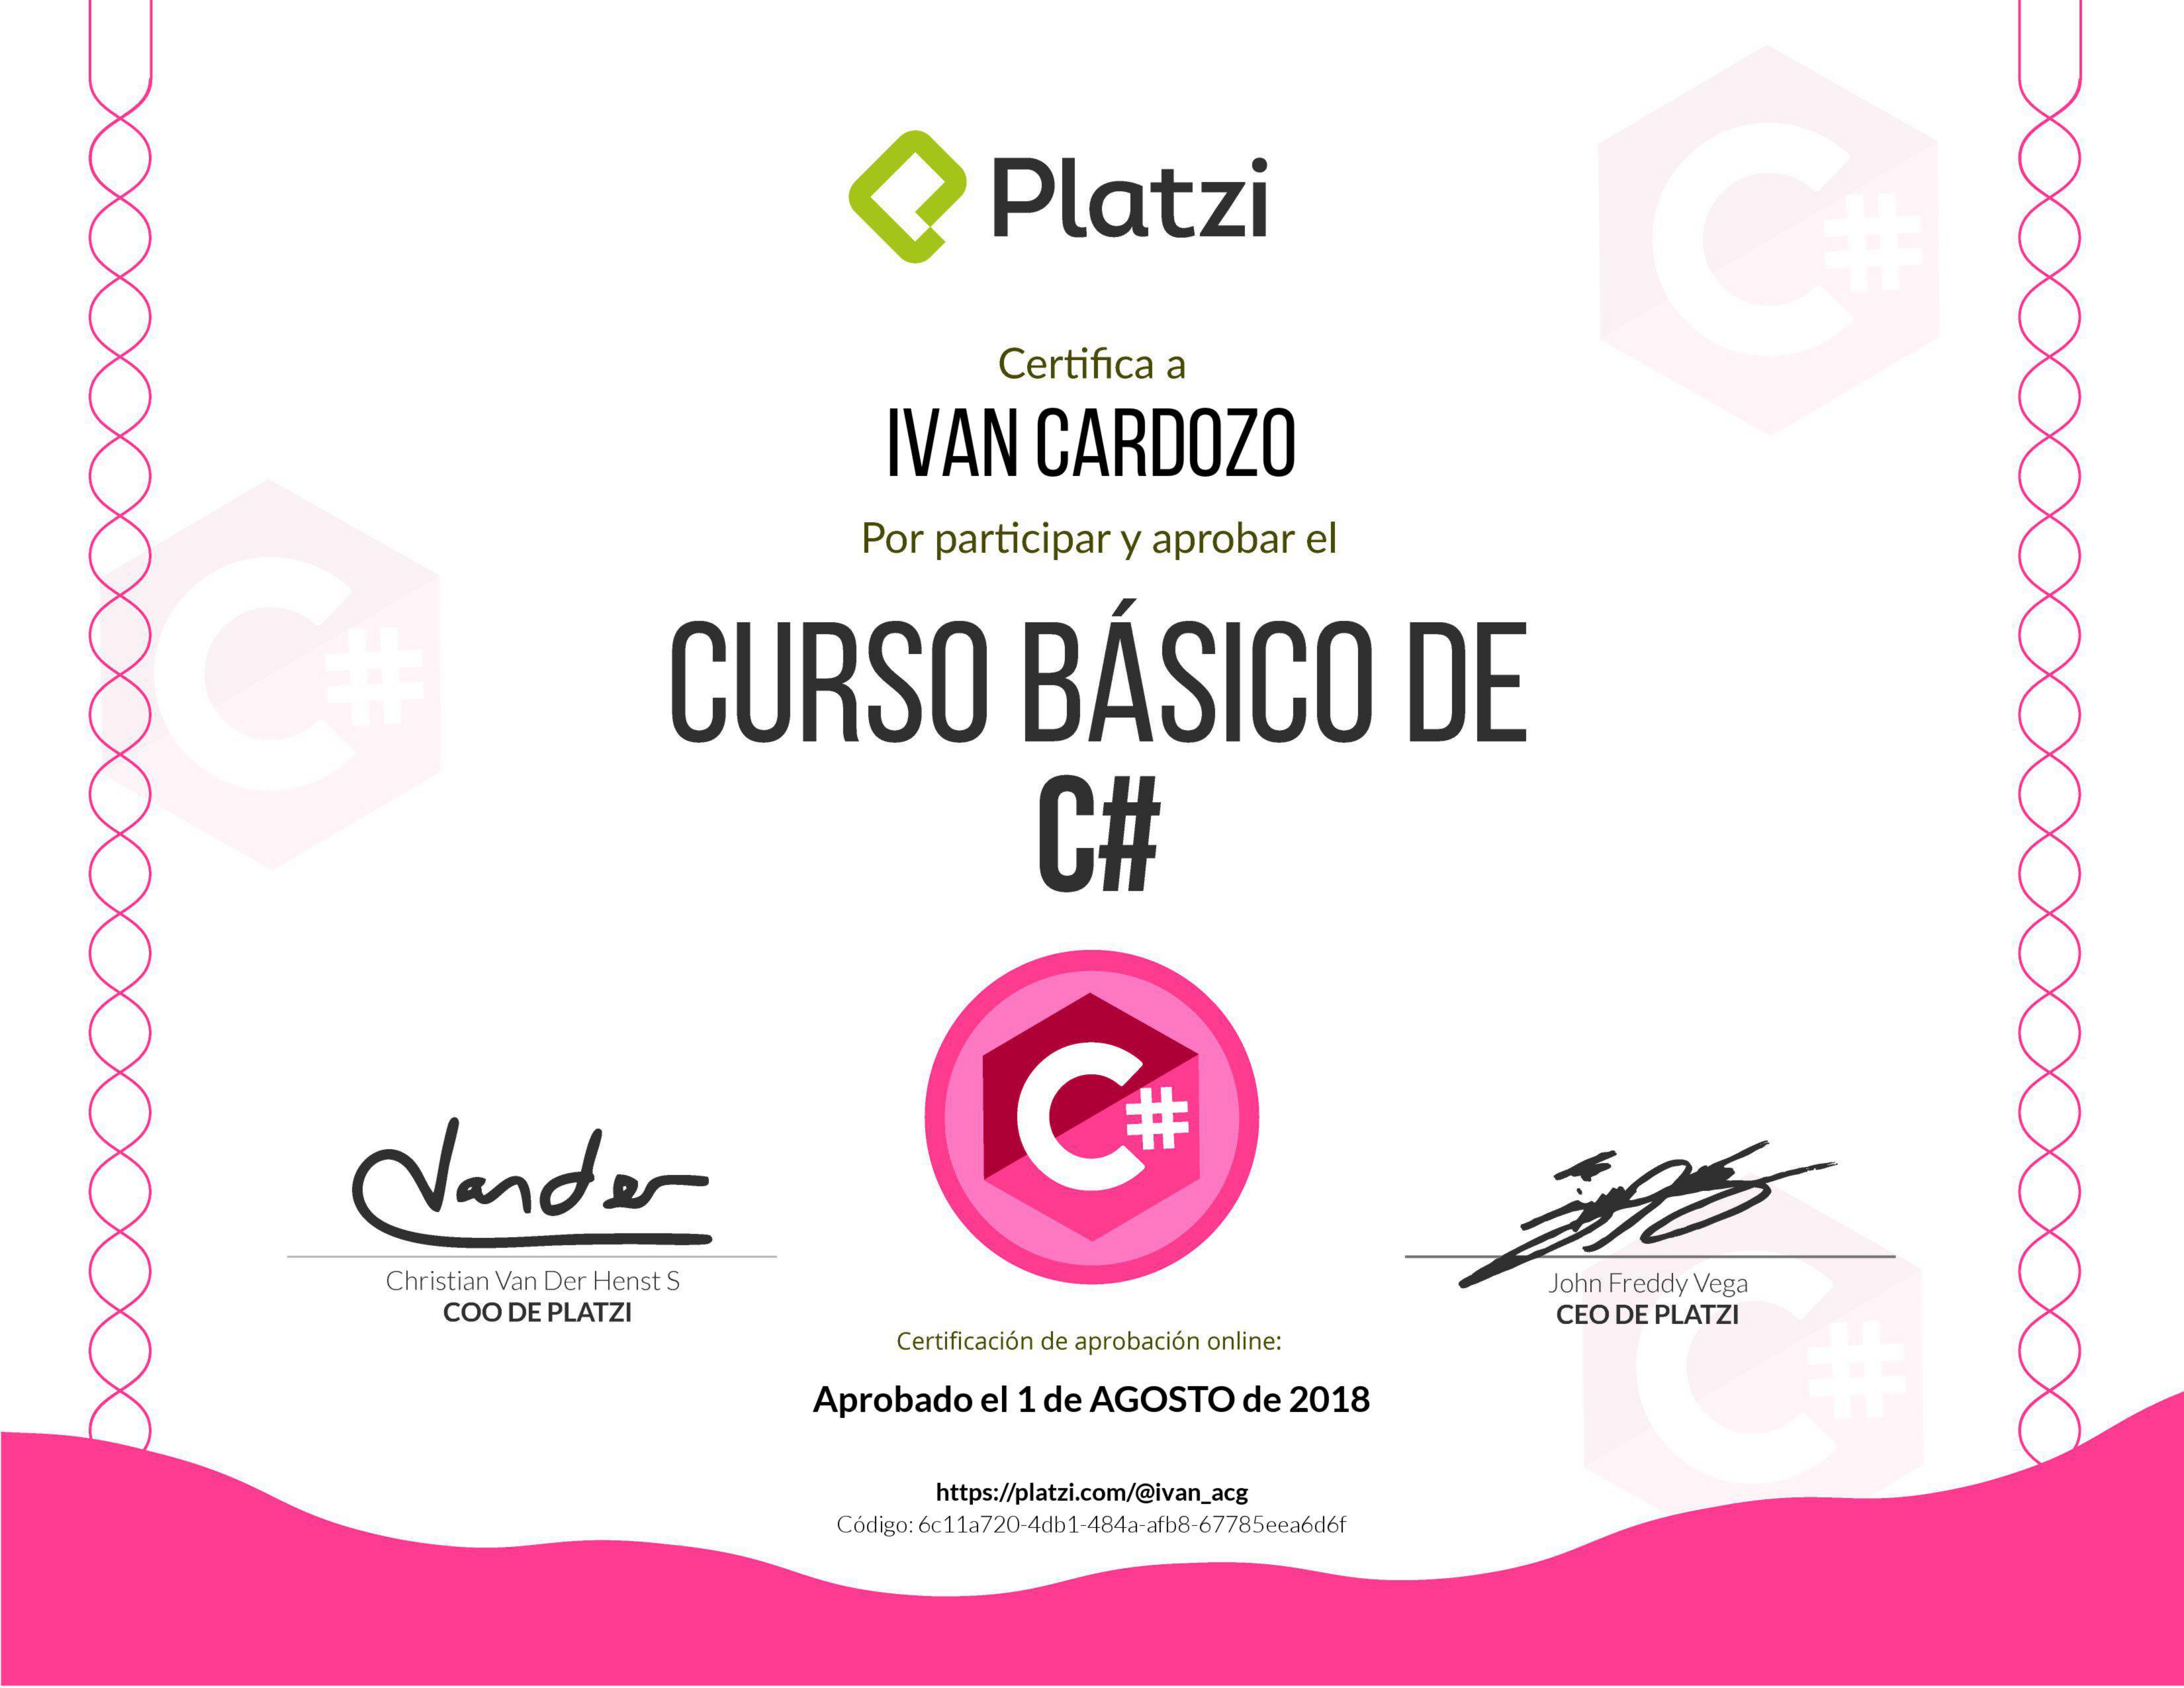 Platzi
Certifica a
IVAN CARDOZO
Por participar y aprobar el
CURSO BÁSICO DE
C#
C#
Vander
Christian Van Der Henst S
COO DE PLATZI
John Freddy Vega
CEO DE PLATZI
Certificación de aprobación online:
Aprobado el 1 de AGOSTO de 2018
https://platzi.com/@ivan_acg
Código: 6c11a720-4db1-484a-afb8-67785eea6d6f